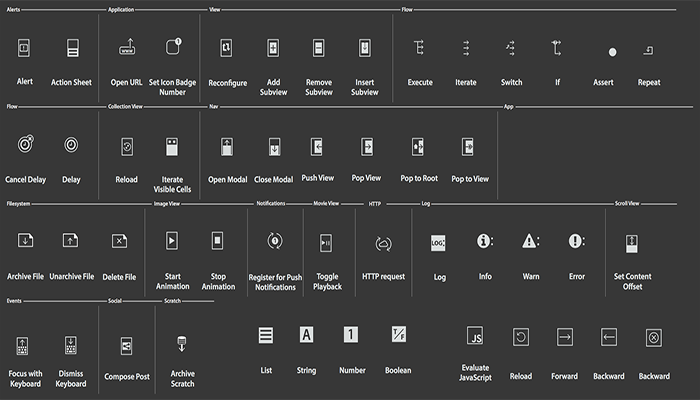 Alerts
Application
View
Flow
Alert
Action Sheet
Open URL
Set Icon Badge
Number
Reconfigure
Add
Subview
Remove
Subview
Insert
Subview
Execute
Iterate
Switch
If
Assert
Repeat
Flow
Collection View
Nav
App
Cancel Delay
Delay
Reload
Iterate
Visible Cells
Open Modal
Close Modal
Push View
Pop View
Pop to Root
Pop to View
Filesystem
Image View
Notifications
Movie View
HTTP
Log
Scroll View
LOG:
Archive File
Unarchive File
Delete File
Start
Animation
Stop
Animation
Register for Push
Notifications
Toggle
Playback
HTTP request
Log
Info
Warn
Error
Set Content
Offset
Events
Social
Scratch
A
1
T/F
JS
Focus with
Keyboard
Dismiss
Keyboard
Compose Post
Archive
Scratch
List
String
Number
Boolean
Evaluate
JavaScript
Reload
Forward
Backward
Backward